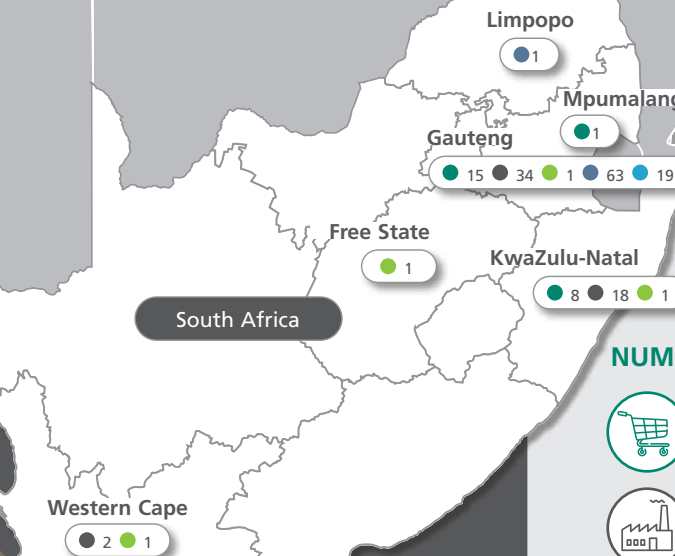 Limpopo
1
Mpumalang
1
Gauteng
15 34 1 63 19
Free State
1
KwaZulu-Natal
8 18 1
South Africa
NUM
Western Cape
2 1